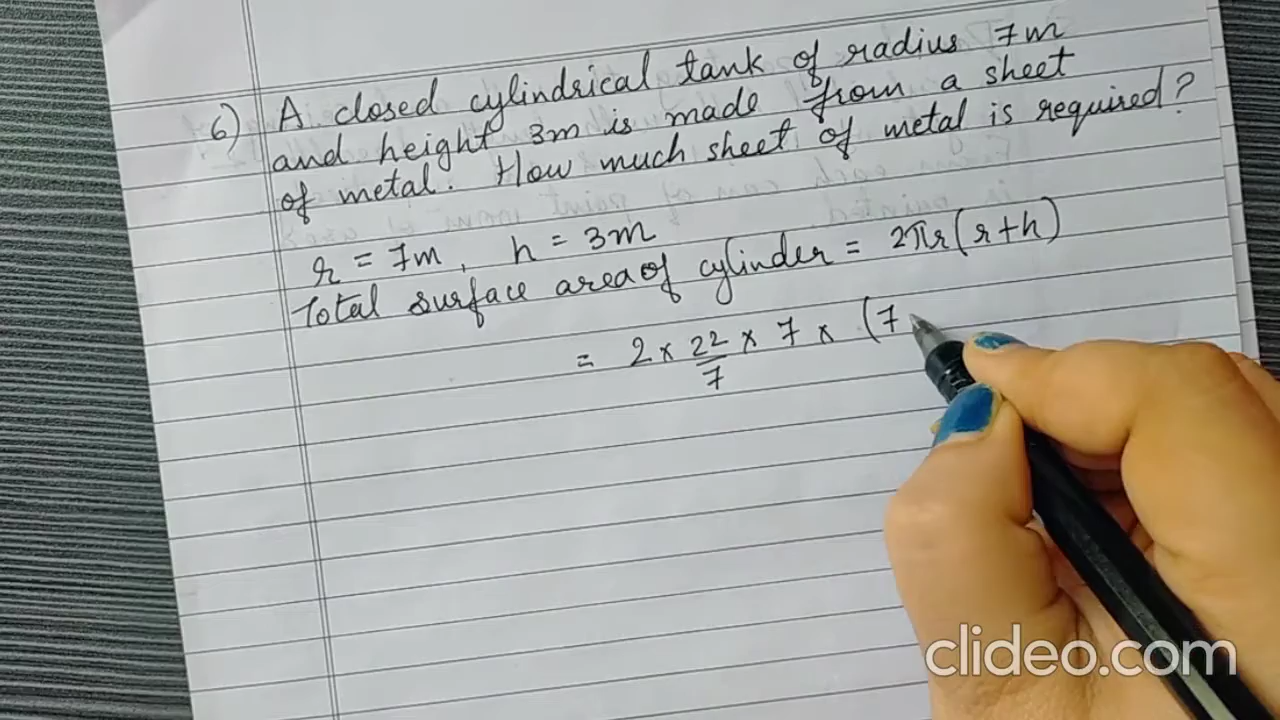 6) A closed cylindrical tank of radius 7m
and height 3m is made from a sheet
of metal. How much sheet of metal is required?
r = 7m, h = 3m
Total surface area of cylinder = 2πr(r+h)
= 2 × 22/7 × 7 × (7
clideo.com